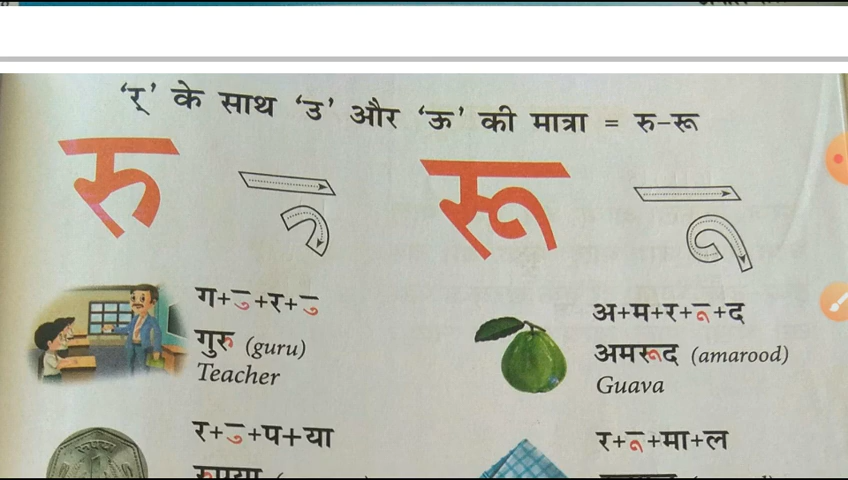 'र्' के साथ 'उ' और 'ऊ' की मात्रा = रु-रू
रु
रू
ग+ु+र+ु
गुरु (guru)
Teacher
अ+म+र+ू+द
अमरूद (amarood)
Guava
र+ु+प+या
र+ू+मा+ल